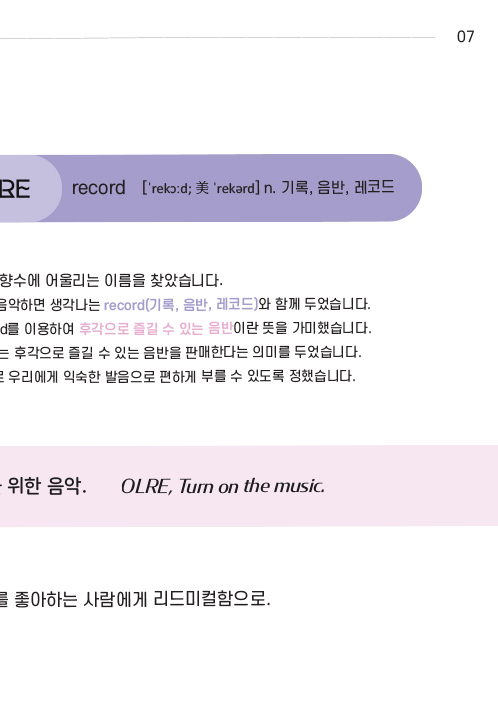 07
record [ˈrekɔːd; 美 ˈrekərd] n. 기록, 음반, 레코드
향수에 어울리는 이름을 찾았습니다.
음악하면 생각나는 record(기록, 음반, 레코드)와 함께 두었습니다.
를 이용하여 후각으로 즐길 수 있는 음반이란 뜻을 가미했습니다.
는 후각으로 즐길 수 있는 음반을 판매한다는 의미를 두었습니다.
로 우리에게 익숙한 발음으로 편하게 부를 수 있도록 정했습니다.
위한 음악. OLRE, Turn on the music.
를 좋아하는 사람에게 리드미컬함으로.